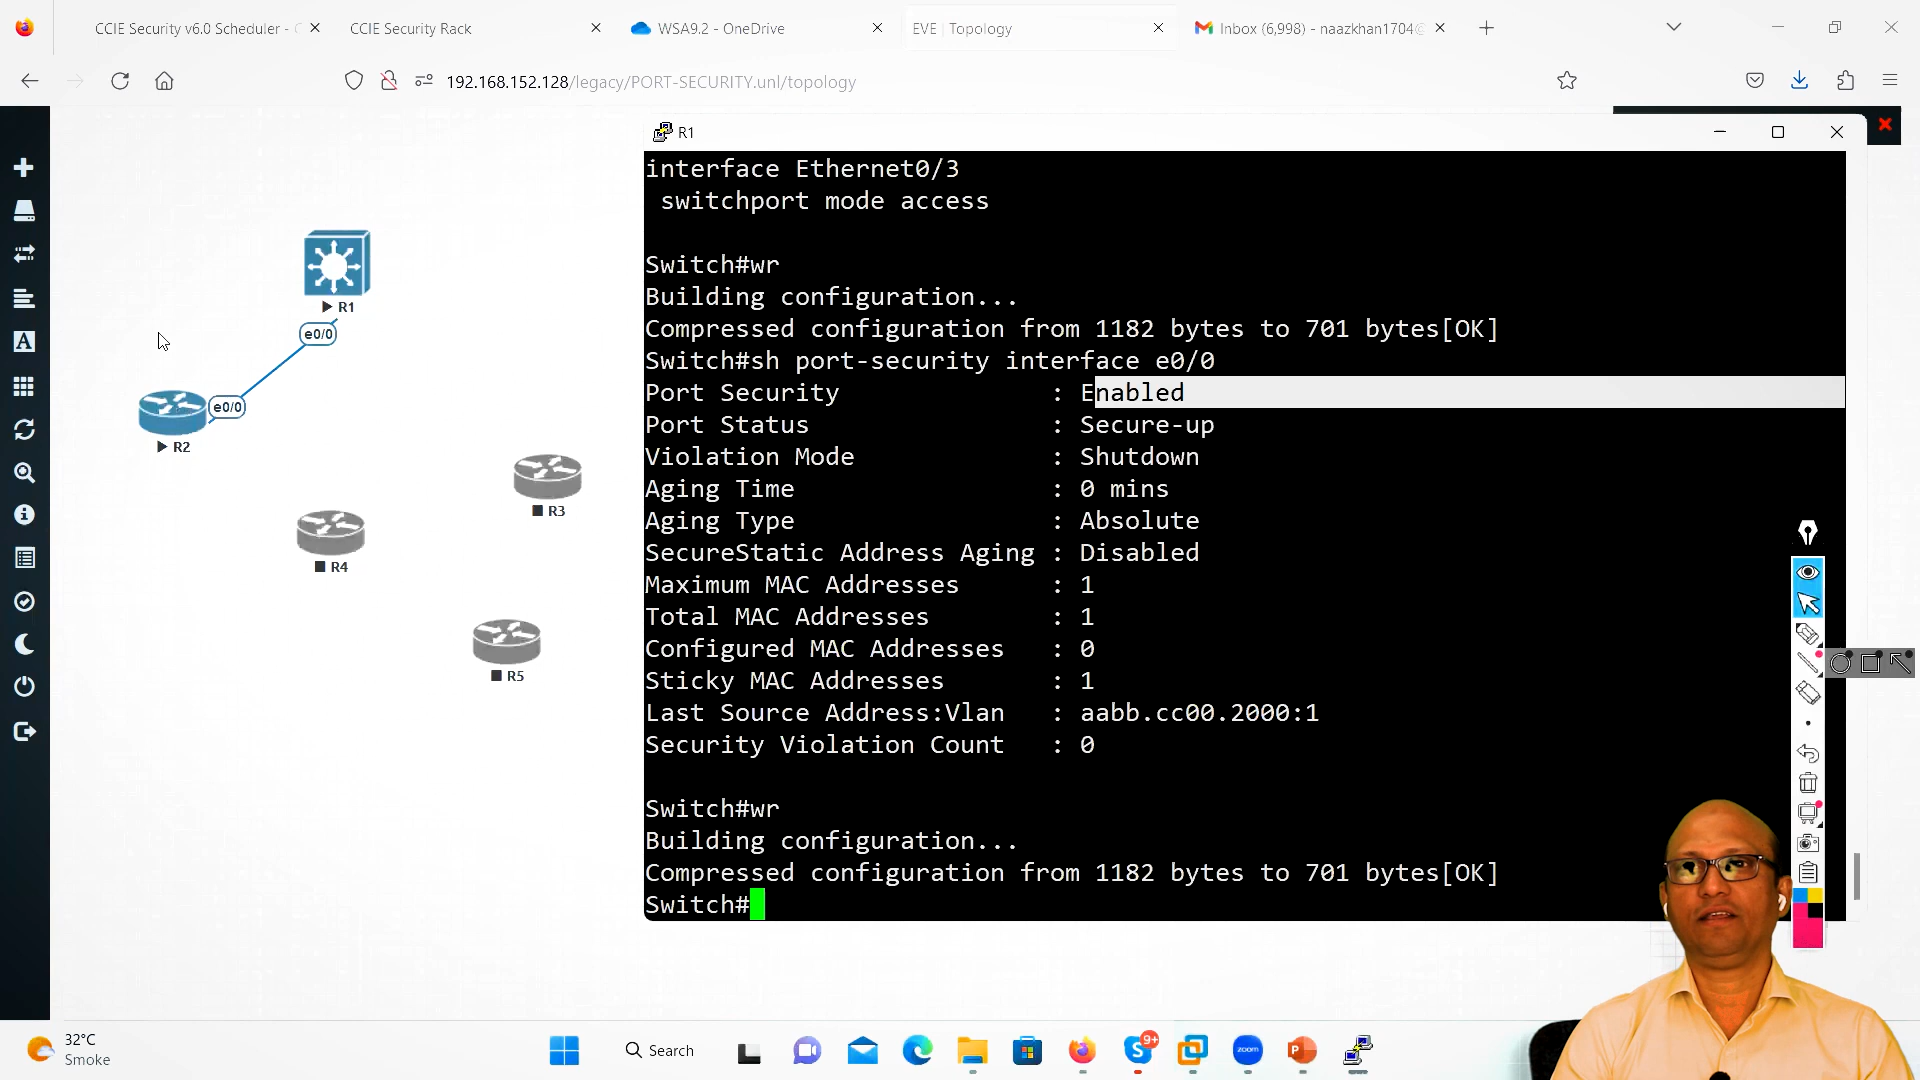 CCIE Security v6.0 Scheduler - C
CCIE Security Rack
WSA9.2 - OneDrive
EVE | Topology
Inbox (6,998) - naazkhan1704@
192.168.152.128/legacy/PORT-SECURITY.unl/topology
R1
interface Ethernet0/3
switchport mode access
Switch#wr
Building configuration...
Compressed configuration from 1182 bytes to 701 bytes[OK]
Switch#sh port-security interface e0/0
Port Security : Enabled
Port Status : Secure-up
Violation Mode : Shutdown
Aging Time : 0 mins
Aging Type : Absolute
SecureStatic Address Aging : Disabled
Maximum MAC Addresses : 1
Total MAC Addresses : 1
Configured MAC Addresses : 0
Sticky MAC Addresses : 1
Last Source Address:Vlan : aabb.cc00.2000:1
Security Violation Count : 0
Switch#wr
Building configuration...
Compressed configuration from 1182 bytes to 701 bytes[OK]
Switch#
R1
e0/0
e0/0
R2
R3
R4
R5
32°C
Smoke
Search
9+
zoom